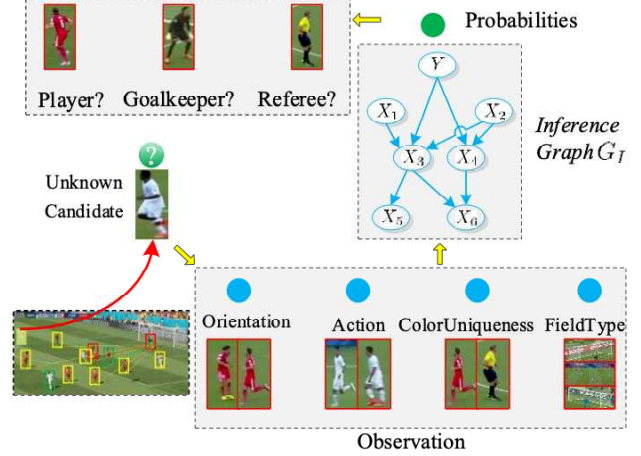 Probabilities
Player? Goalkeeper? Referee?
Y
X1
X2
X3
X4
X5
X6
Inference
Graph GI
?
Unknown
Candidate
Orientation
Action
ColorUniqueness
FieldType
Observation